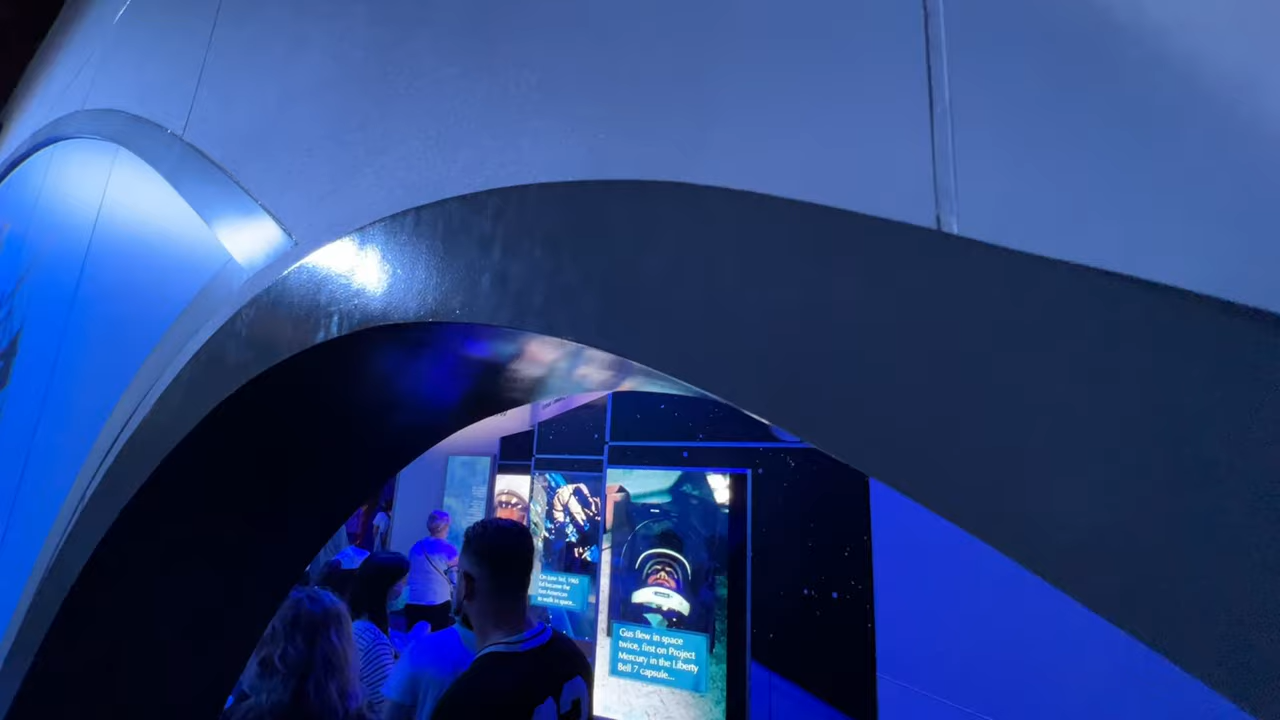 On June 3rd, 1965
Ed became the
first American
to walk in space...
Gus flew in space
twice, first on Project
Mercury in the Liberty
Bell 7 capsule...